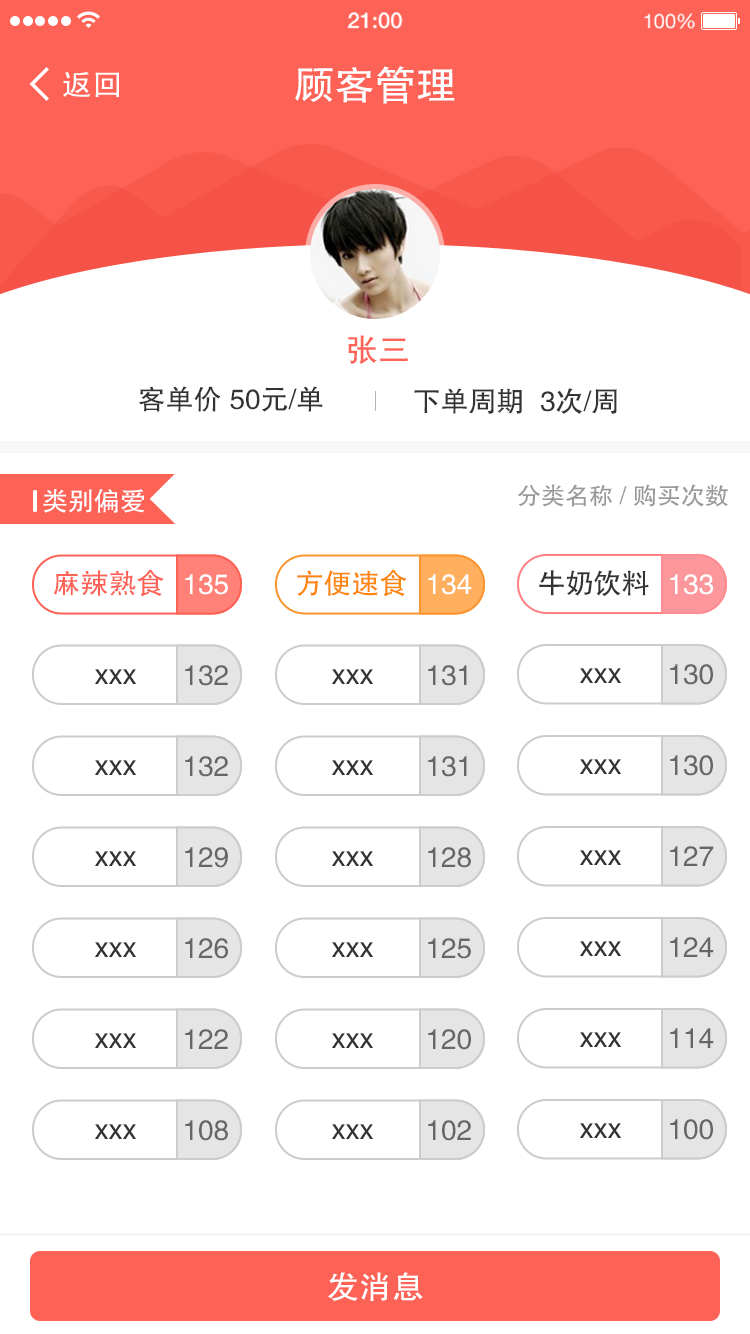 21:00 100%
返回 顾客管理
张三
客单价 50元/单 下单周期 3次/周
类别偏爱 分类名称 / 购买次数
麻辣熟食 135 方便速食 134 牛奶饮料 133
xxx 132 xxx 131 xxx 130
xxx 132 xxx 131 xxx 130
xxx 129 xxx 128 xxx 127
xxx 126 xxx 125 xxx 124
xxx 122 xxx 120 xxx 114
xxx 108 xxx 102 xxx 100
发消息